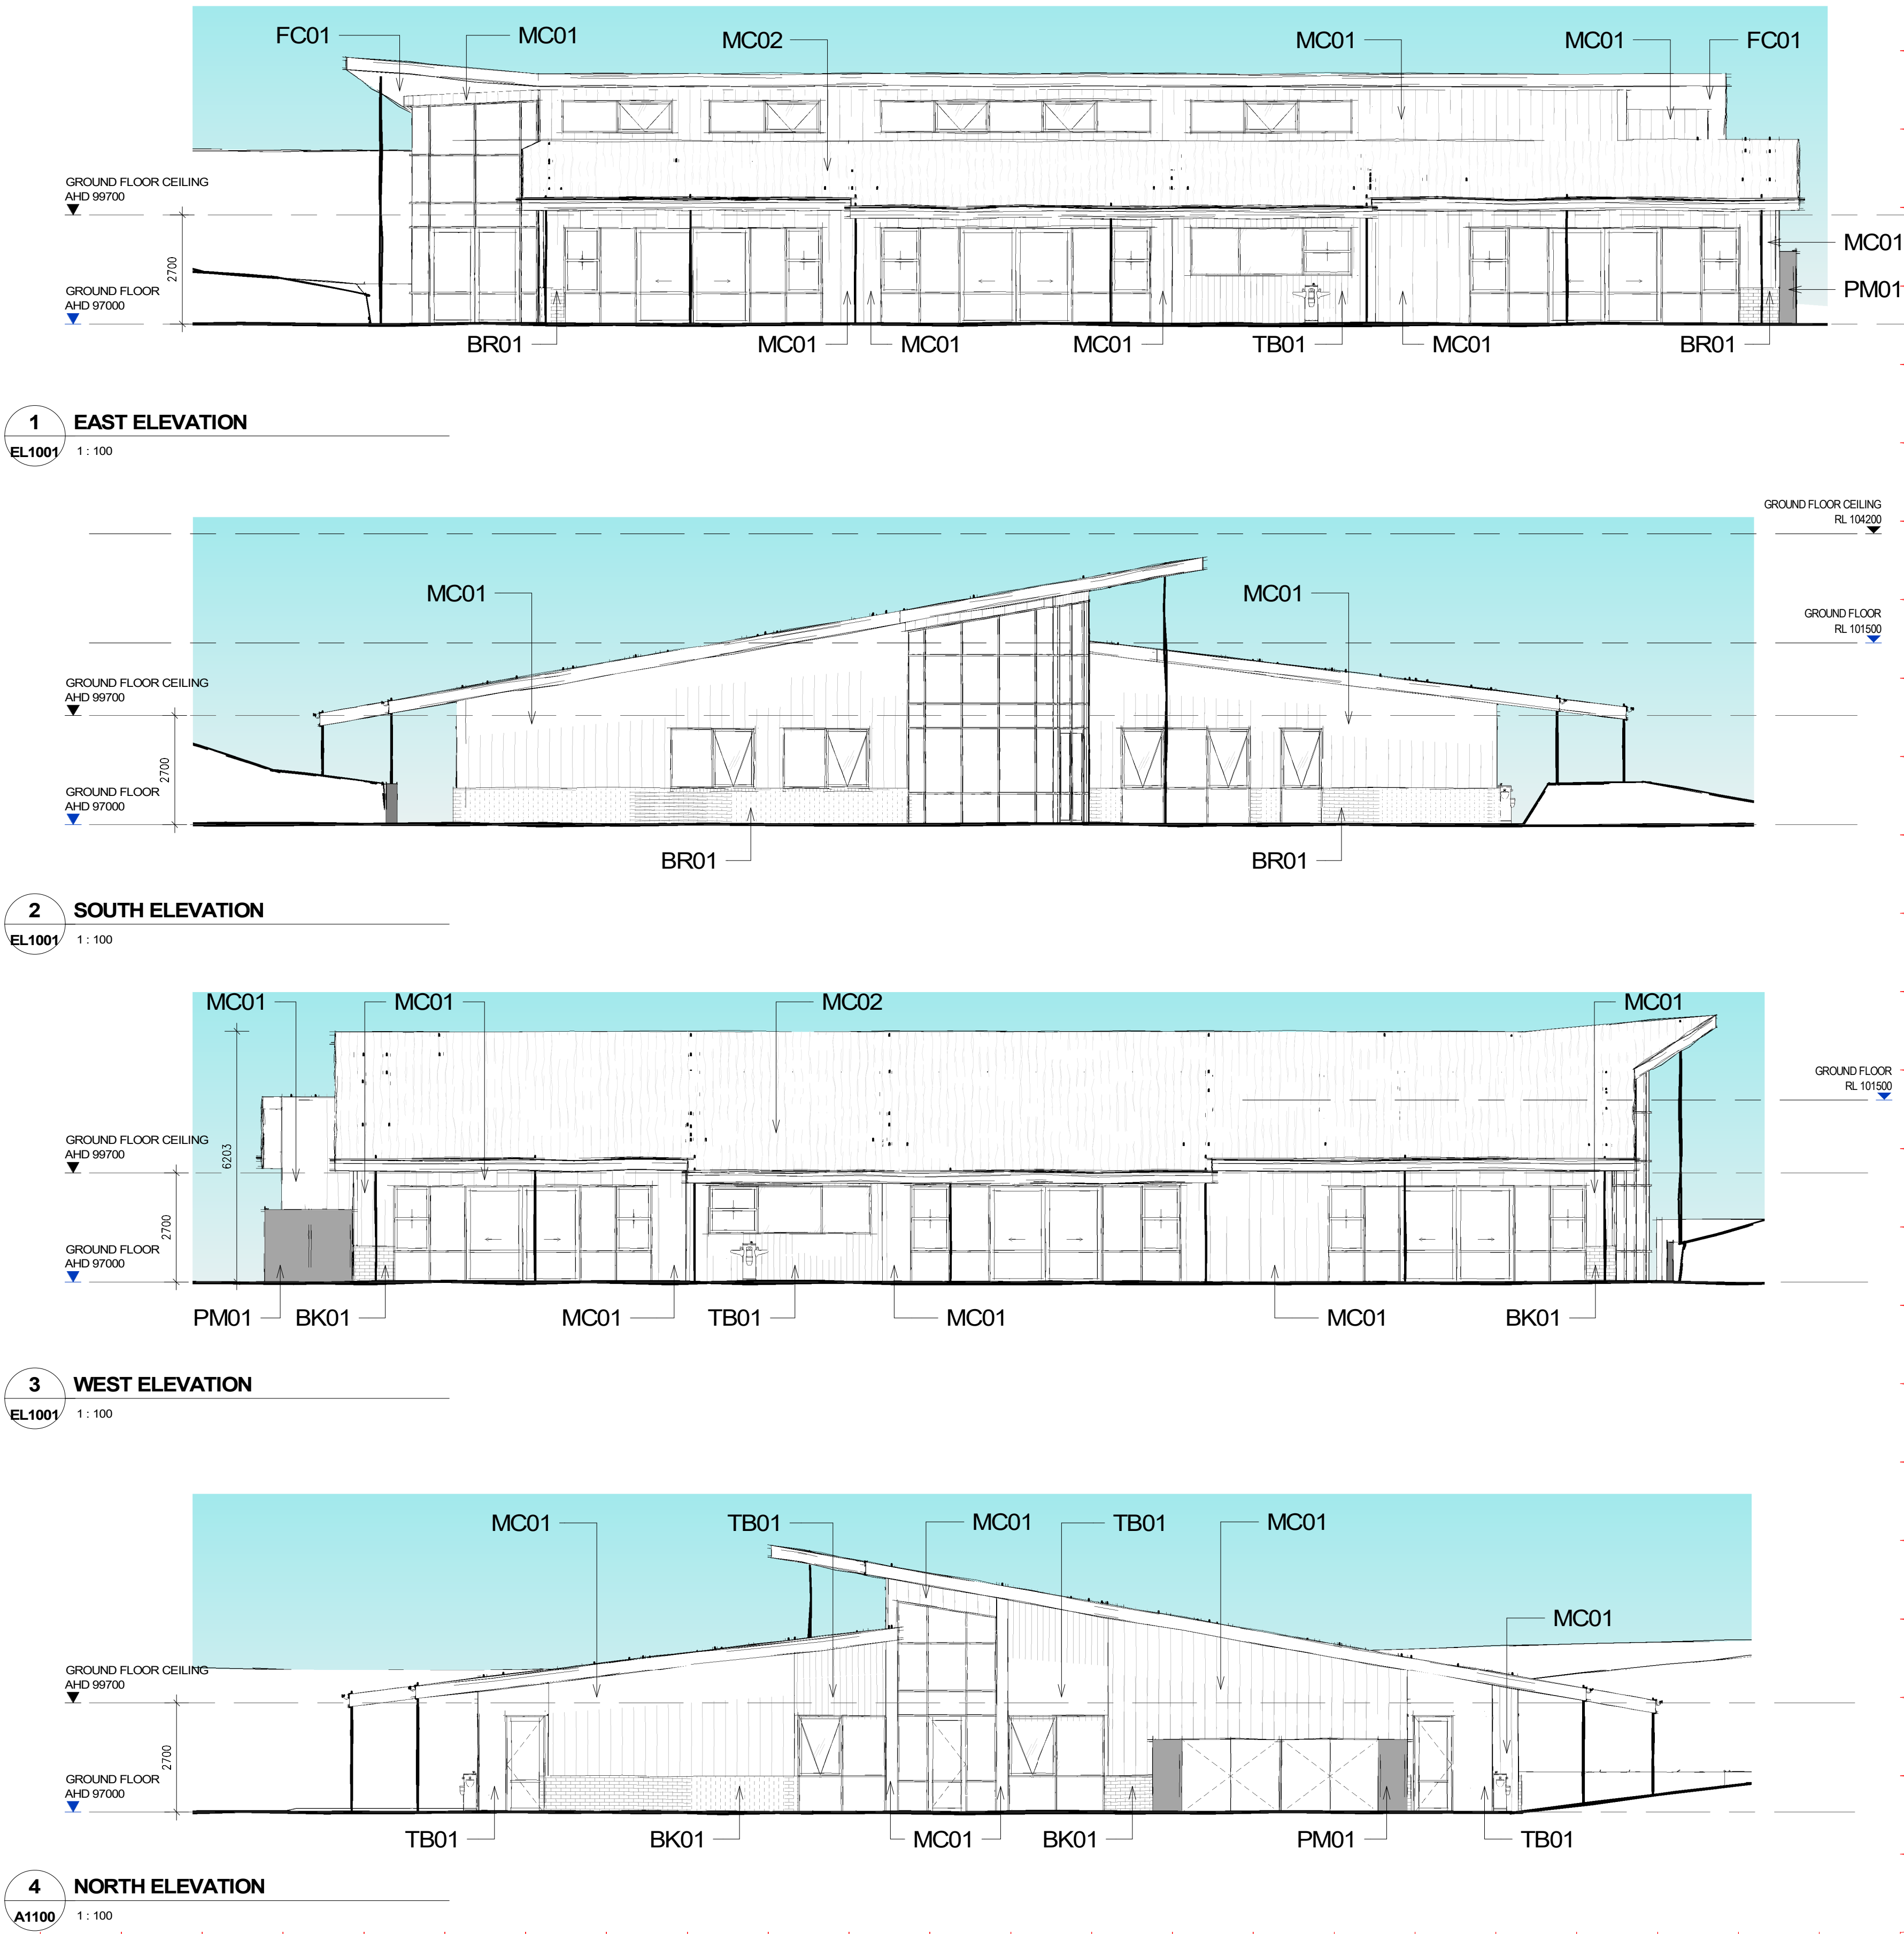 FC01 MC01 MC02 MC01 MC01 FC01
GROUND FLOOR CEILING
AHD 99700
MC01
2700
GROUND FLOOR
AHD 97000
PM01
BR01 MC01 MC01 MC01 TB01 MC01 BR01
1 EAST ELEVATION
EL1001 1 : 100
GROUND FLOOR CEILING
RL 104200
MC01 MC01
GROUND FLOOR
RL 101500
GROUND FLOOR CEILING
AHD 99700
2700
GROUND FLOOR
AHD 97000
BR01 BR01
2 SOUTH ELEVATION
EL1001 1 : 100
MC01 MC01 MC02 MC01
GROUND FLOOR
RL 101500
GROUND FLOOR CEILING
AHD 99700
6203
2700
GROUND FLOOR
AHD 97000
PM01 BK01 MC01 TB01 MC01 MC01 BK01
3 WEST ELEVATION
EL1001 1 : 100
MC01 TB01 MC01 TB01 MC01
MC01
GROUND FLOOR CEILING
AHD 99700
2700
GROUND FLOOR
AHD 97000
TB01 BK01 MC01 BK01 PM01 TB01
4 NORTH ELEVATION
A1100 1 : 100